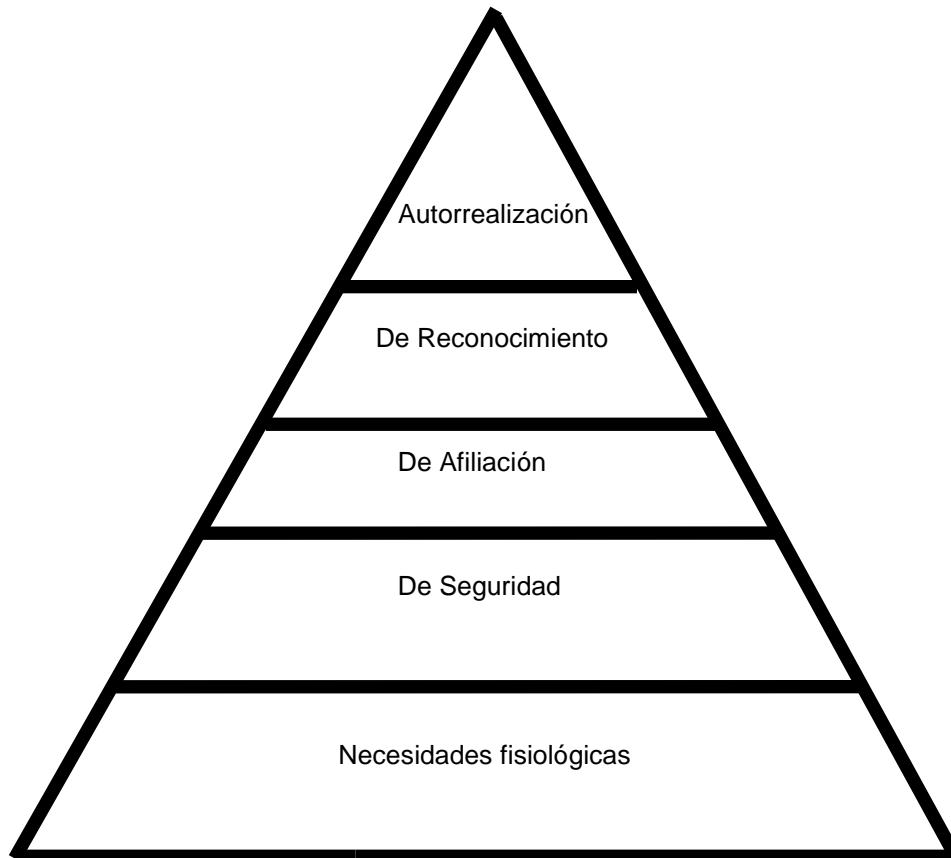 Autorrealización
De Reconocimiento
De Afiliación
De Seguridad
Necesidades fisiológicas